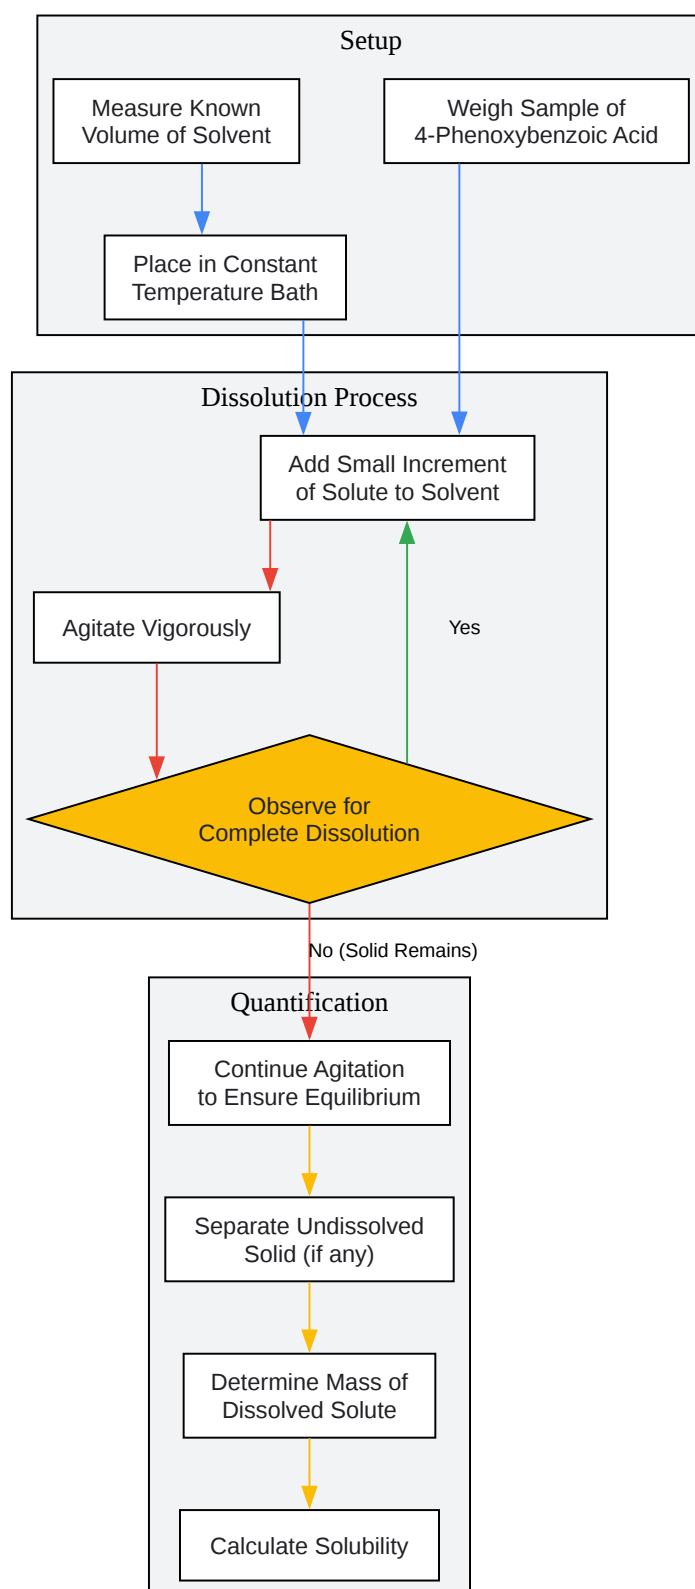 Setup
Measure Known
Volume of Solvent
Weigh Sample of
4-Phenoxybenzoic Acid
Place in Constant
Temperature Bath
Dissolution Process
Add Small Increment
of Solute to Solvent
Agitate Vigorously
Yes
Observe for
Complete Dissolution
No (Solid Remains)
Quantification
Continue Agitation
to Ensure Equilibrium
Separate Undissolved
Solid (if any)
Determine Mass of
Dissolved Solute
Calculate Solubility